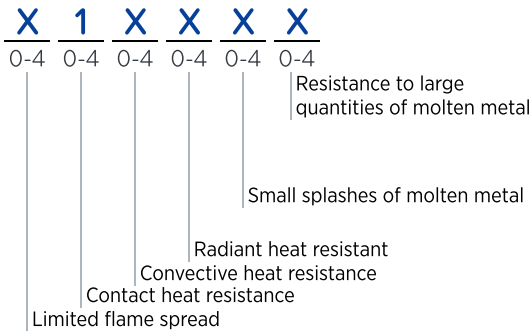 X 1 X X X X
0-4 0-4 0-4 0-4 0-4 0-4
Resistance to large
quantities of molten metal
Small splashes of molten metal
Radiant heat resistant
Convective heat resistance
Contact heat resistance
Limited flame spread